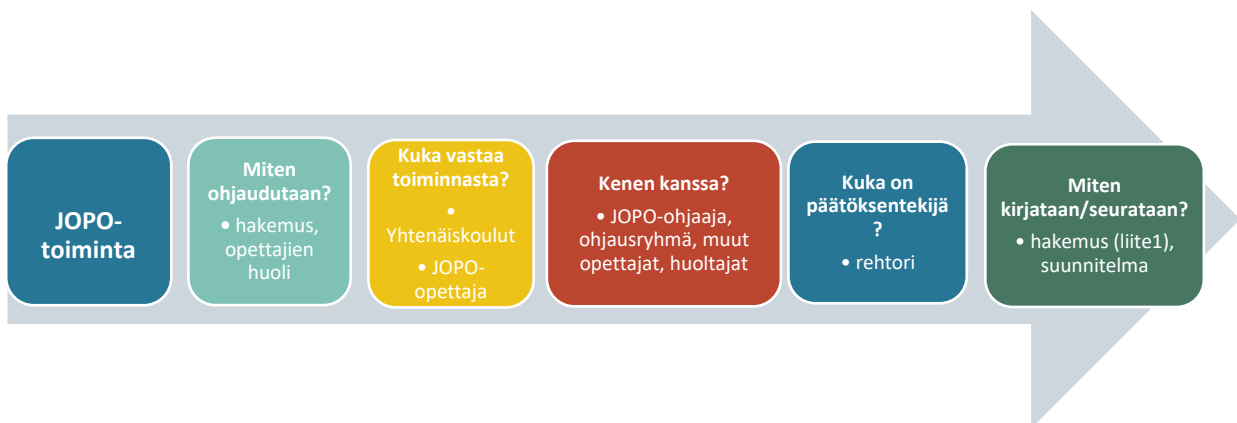 JOPO-
toiminta
Miten
ohjaudutaan?
• hakemus,
opettajien
huoli
Kuka vastaa
toiminnasta?
•
Yhtenäiskoulut
• JOPO-
opettaja
Kenen kanssa?
• JOPO-ohjaaja,
ohjausryhmä, muut
opettajat, huoltajat
Kuka on
päätöksentekijä
?
• rehtori
Miten
kirjataan/seurataan?
• hakemus (liite1),
suunnitelma